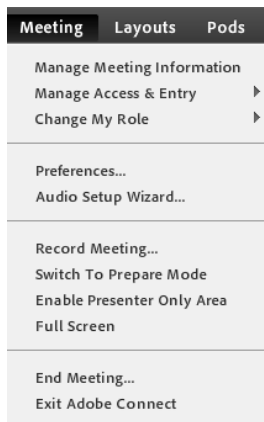 Meeting Layouts Pods
Manage Meeting Information
Manage Access & Entry
Change My Role
Preferences...
Audio Setup Wizard...
Record Meeting...
Switch To Prepare Mode
Enable Presenter Only Area
Full Screen
End Meeting...
Exit Adobe Connect